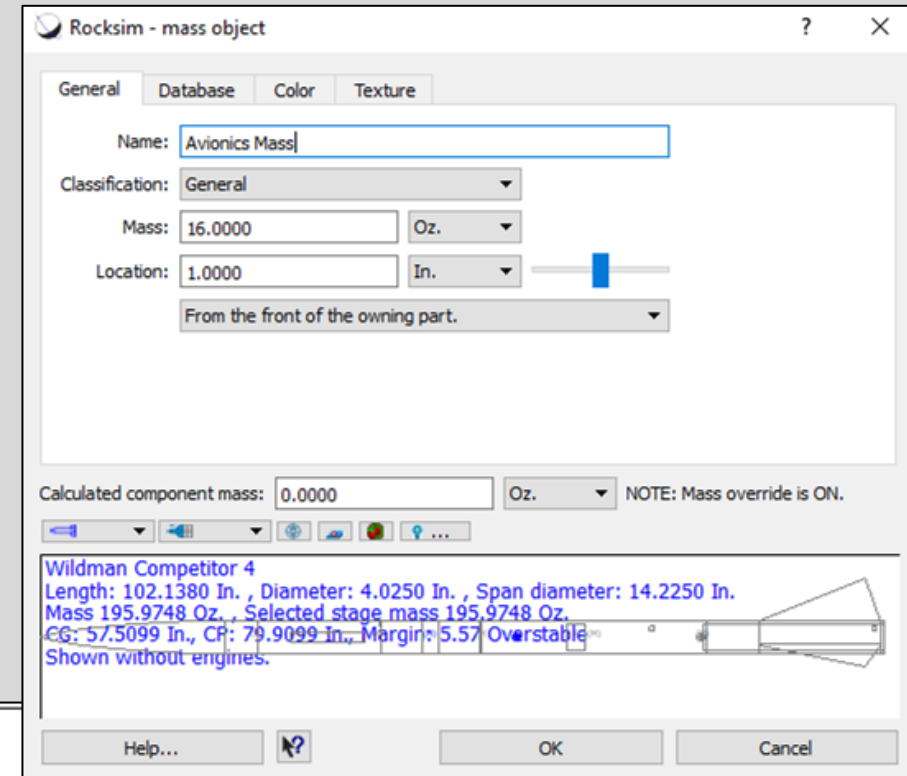 Rocksim - mass object ? ×
General Database Color Texture
Name: Avionics Mass
Classification: General
Mass: 16.0000 Oz.
Location: 1.0000 In.
From the front of the owning part.
Calculated component mass: 0.0000 Oz. NOTE: Mass override is ON.
...
Wildman Competitor 4
Length: 102.1380 In. , Diameter: 4.0250 In. , Span diameter: 14.2250 In.
Mass 195.9748 Oz. , Selected stage mass 195.9748 Oz.
CG: 57.5099 In., CP: 79.9099 In., Margin: 5.57 Overstable
Shown without engines.
Help... ? OK Cancel